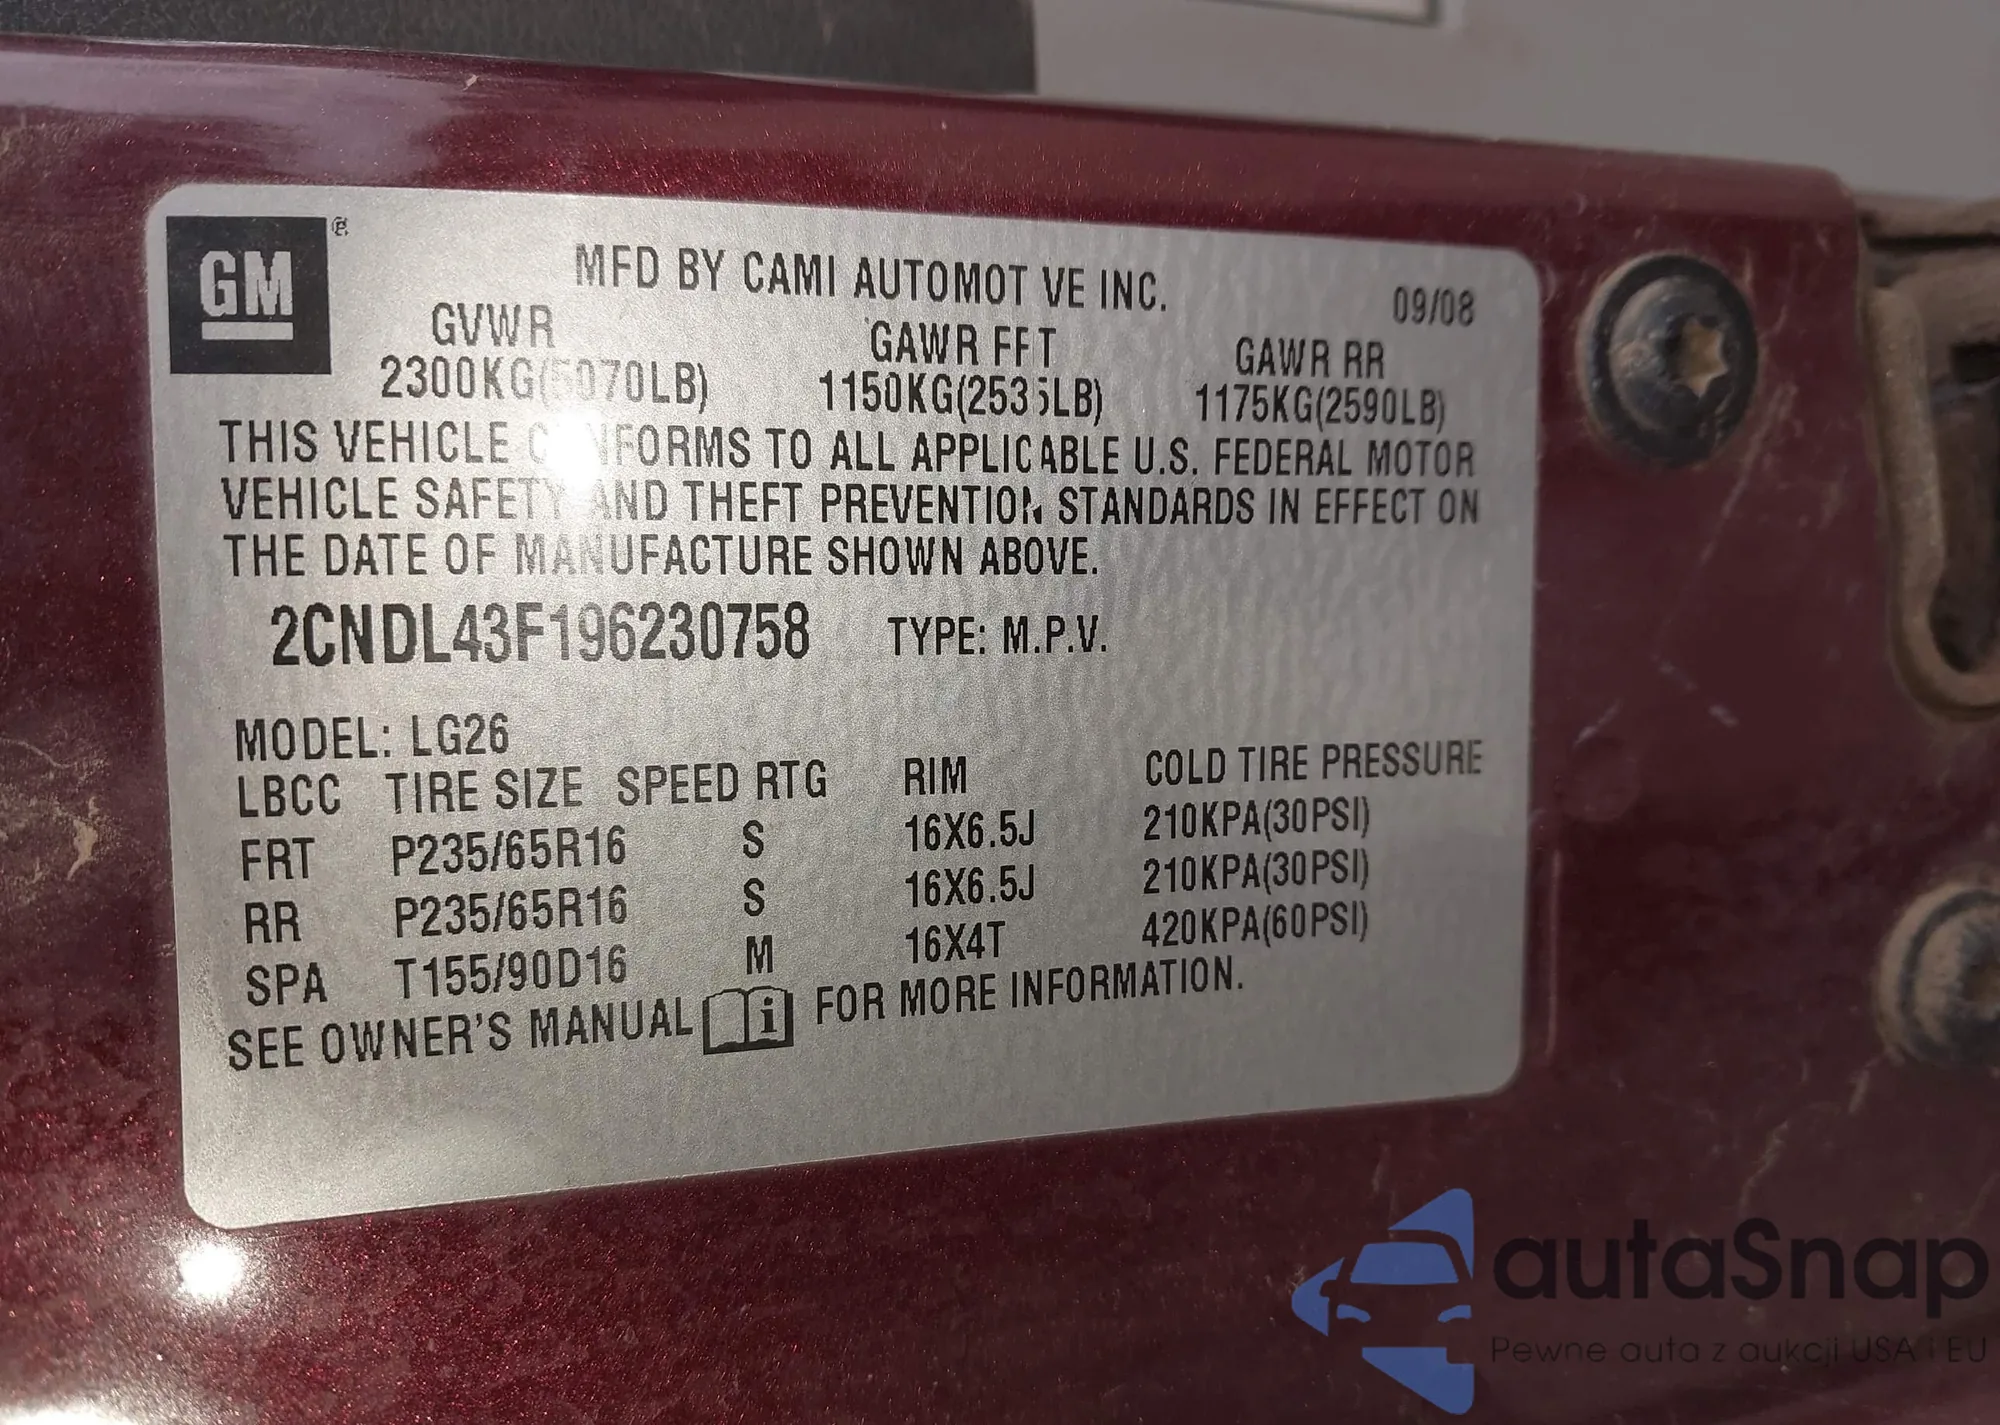 GM
MFD BY CAMI AUTOMOT VE INC. 09/08
GVWR GAWR FFT GAWR RR
2300KG(5070LB) 1150KG(2535LB) 1175KG(2590LB)
THIS VEHICLE CONFORMS TO ALL APPLICABLE U.S. FEDERAL MOTOR
VEHICLE SAFETY AND THEFT PREVENTION STANDARDS IN EFFECT ON
THE DATE OF MANUFACTURE SHOWN ABOVE.
2CNDL43F196230758 TYPE: M.P.V.
MODEL: LG26
LBCC TIRE SIZE SPEED RTG RIM COLD TIRE PRESSURE
FRT P235/65R16 S 16X6.5J 210KPA(30PSI)
RR P235/65R16 S 16X6.5J 210KPA(30PSI)
SPA T155/90D16 M 16X4T 420KPA(60PSI)
SEE OWNER'S MANUAL i FOR MORE INFORMATION.
autaSnap
Pewne auta z aukcji USA i EU